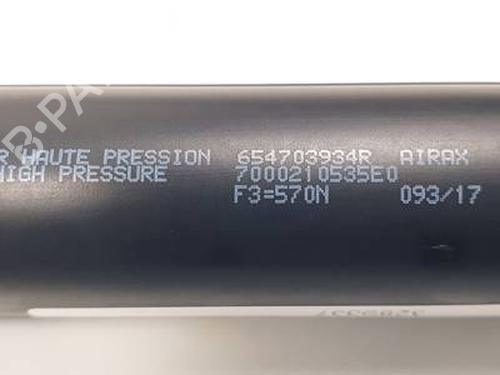 R HAUTE PRESSION 654703934R AIRAX
HIGH PRESSURE 7000210535E0
F3=570N 093/17